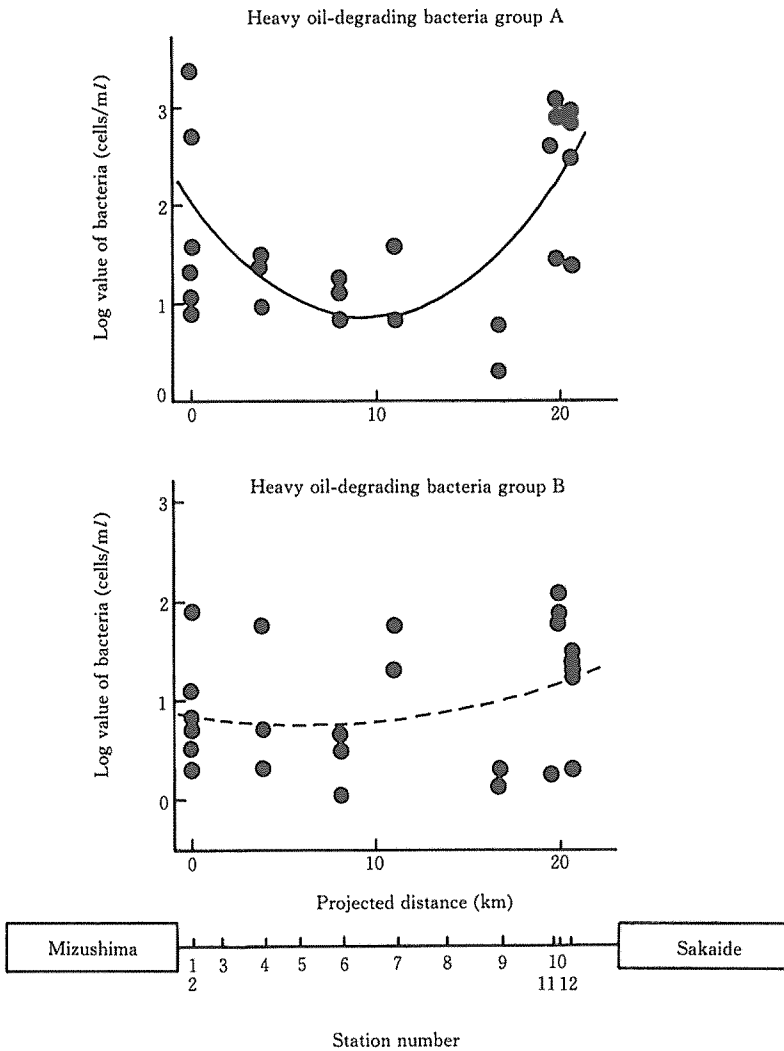 Heavy oil-degrading bacteria group A
Log value of bacteria (cells/ml)
3
2
1
0
0 10 20
Heavy oil-degrading bacteria group B
Log value of bacteria (cells/ml)
3
2
1
0
0 10 20
Projected distance (km)
Mizushima
Sakaide
1 3 4 5 6 7 8 9 10
2 11 12
Station number